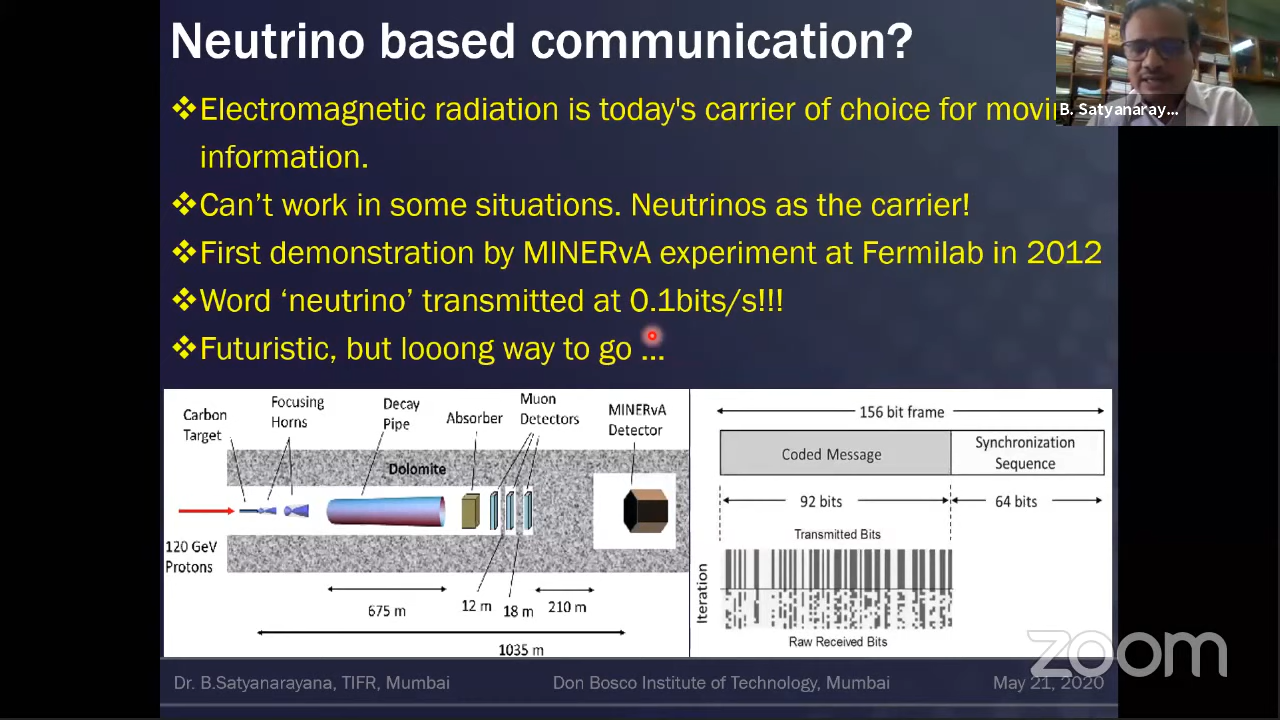 Neutrino based communication?
❖Electromagnetic radiation is today's carrier of choice for movin
information.
❖Can't work in some situations. Neutrinos as the carrier!
❖First demonstration by MINERvA experiment at Fermilab in 2012
❖Word 'neutrino' transmitted at 0.1bits/s!!!
❖Futuristic, but looong way to go ...
B. Satyanaray...
Carbon
Target
Focusing
Horns
Decay
Pipe
Absorber
Muon
Detectors
MINERvA
Detector
Dolomite
120 GeV
Protons
675 m
12 m
18 m
210 m
1035 m
156 bit frame
Coded Message
Synchronization
Sequence
92 bits
64 bits
Transmitted Bits
Iteration
Raw Received Bits
zoom
Dr. B.Satyanarayana, TIFR, Mumbai
Don Bosco Institute of Technology, Mumbai
May 21, 2020